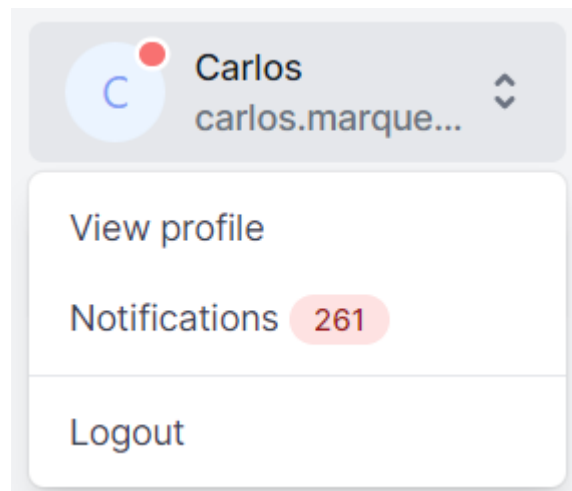 C
Carlos
carlos.marque...
View profile
Notifications 261
Logout